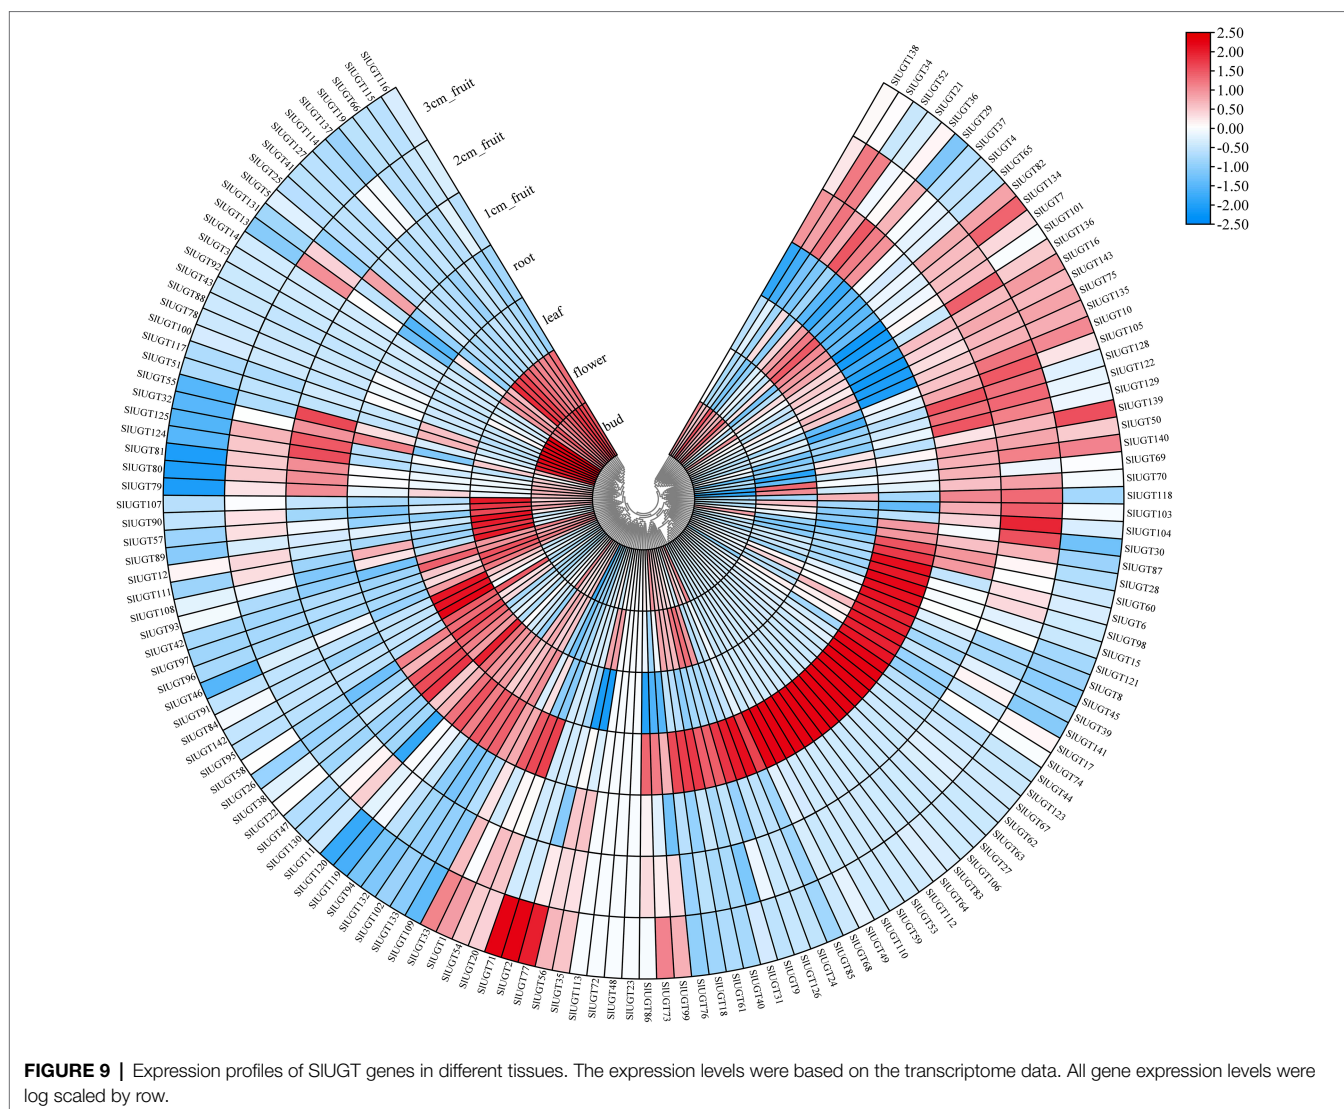 SlUGT138
SlUGT34
SlUGT52
SlUGT21
SlUGT36
SlUGT29
SlUGT37
SlUGT4
SlUGT65
SlUGT82
SlUGT134
SlUGT7
SlUGT101
SlUGT136
SlUGT16
SlUGT143
SlUGT75
SlUGT135
SlUGT10
SlUGT105
SlUGT128
SlUGT122
SlUGT129
SlUGT139
SlUGT50
SlUGT140
SlUGT69
SlUGT70
SlUGT118
SlUGT103
SlUGT104
SlUGT30
SlUGT87
SlUGT28
SlUGT60
SlUGT6
SlUGT98
SlUGT15
SlUGT121
SlUGT8
SlUGT45
SlUGT39
SlUGT141
SlUGT17
SlUGT74
SlUGT44
SlUGT123
SlUGT67
SlUGT62
SlUGT63
SlUGT27
SlUGT106
SlUGT83
SlUGT64
SlUGT112
SlUGT53
SlUGT59
SlUGT110
SlUGT49
SlUGT68
SlUGT85
SlUGT24
SlUGT126
SlUGT9
SlUGT31
SlUGT40
SlUGT61
SlUGT18
SlUGT76
SlUGT99
SlUGT73
SlUGT86
SlUGT23
SlUGT48
SlUGT72
SlUGT113
SlUGT35
SlUGT56
SlUGT77
SlUGT2
SlUGT71
SlUGT20
SlUGT54
SlUGT1
SlUGT33
SlUGT109
SlUGT133
SlUGT102
SlUGT132
SlUGT94
SlUGT119
SlUGT120
SlUGT11
SlUGT130
SlUGT47
SlUGT22
SlUGT38
SlUGT26
SlUGT58
SlUGT95
SlUGT142
SlUGT84
SlUGT91
SlUGT46
SlUGT96
SlUGT97
SlUGT42
SlUGT93
SlUGT108
SlUGT111
SlUGT12
SlUGT89
SlUGT57
SlUGT90
SlUGT107
SlUGT79
SlUGT80
SlUGT81
SlUGT124
SlUGT125
SlUGT32
SlUGT55
SlUGT51
SlUGT117
SlUGT100
SlUGT78
SlUGT88
SlUGT43
SlUGT92
SlUGT3
SlUGT14
SlUGT13
SlUGT131
SlUGT5
SlUGT25
SlUGT41
SlUGT127
SlUGT114
SlUGT137
SlUGT19
SlUGT66
SlUGT115
SlUGT116
3cm_fruit
2cm_fruit
1cm_fruit
root
leaf
flower
bud
2.50
2.00
1.50
1.00
0.50
0.00
-0.50
-1.00
-1.50
-2.00
-2.50
FIGURE 9 | Expression profiles of SlUGT genes in different tissues. The expression levels were based on the transcriptome data. All gene expression levels were
log scaled by row.